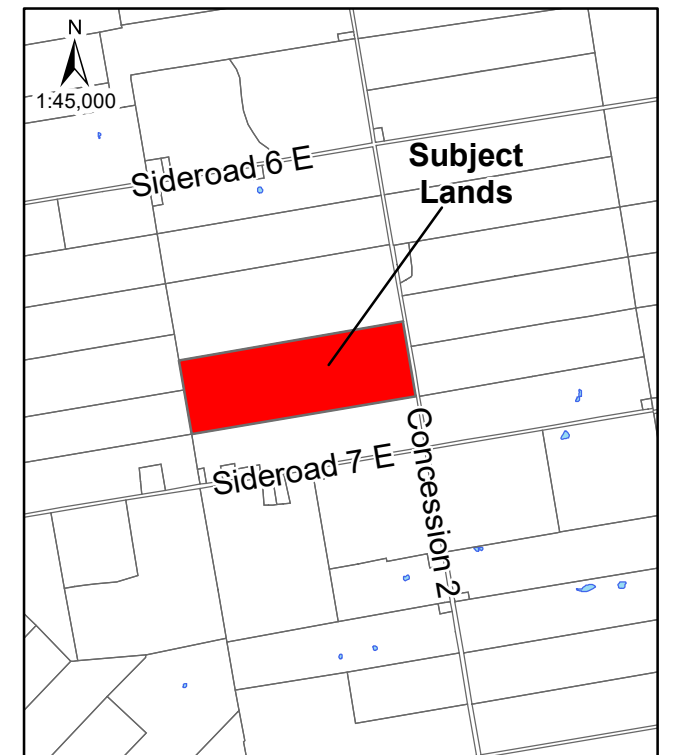 N
1:45,000
Sideroad 6 E
Subject
Lands
Sideroad 7 E
Concession 2